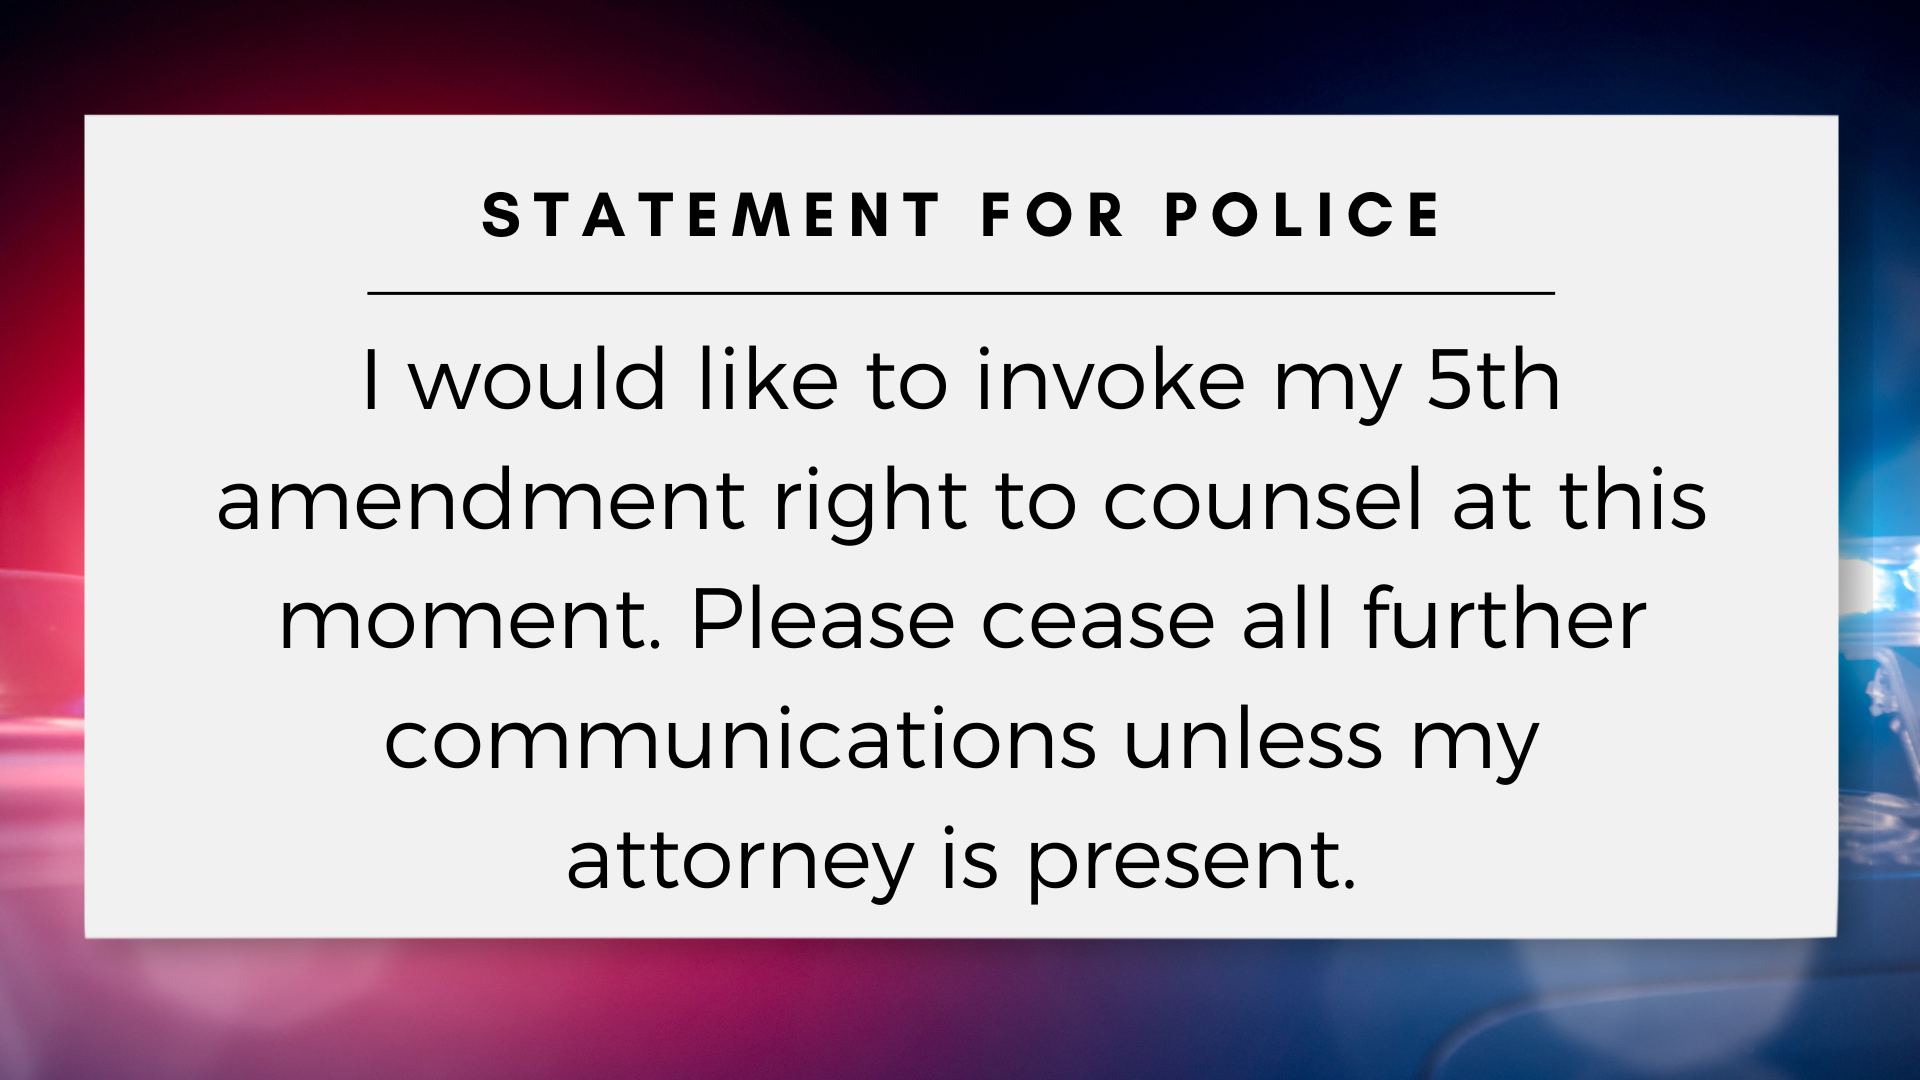 STATEMENT FOR POLICE
I would like to invoke my 5th
amendment right to counsel at this
moment. Please cease all further
communications unless my
attorney is present.